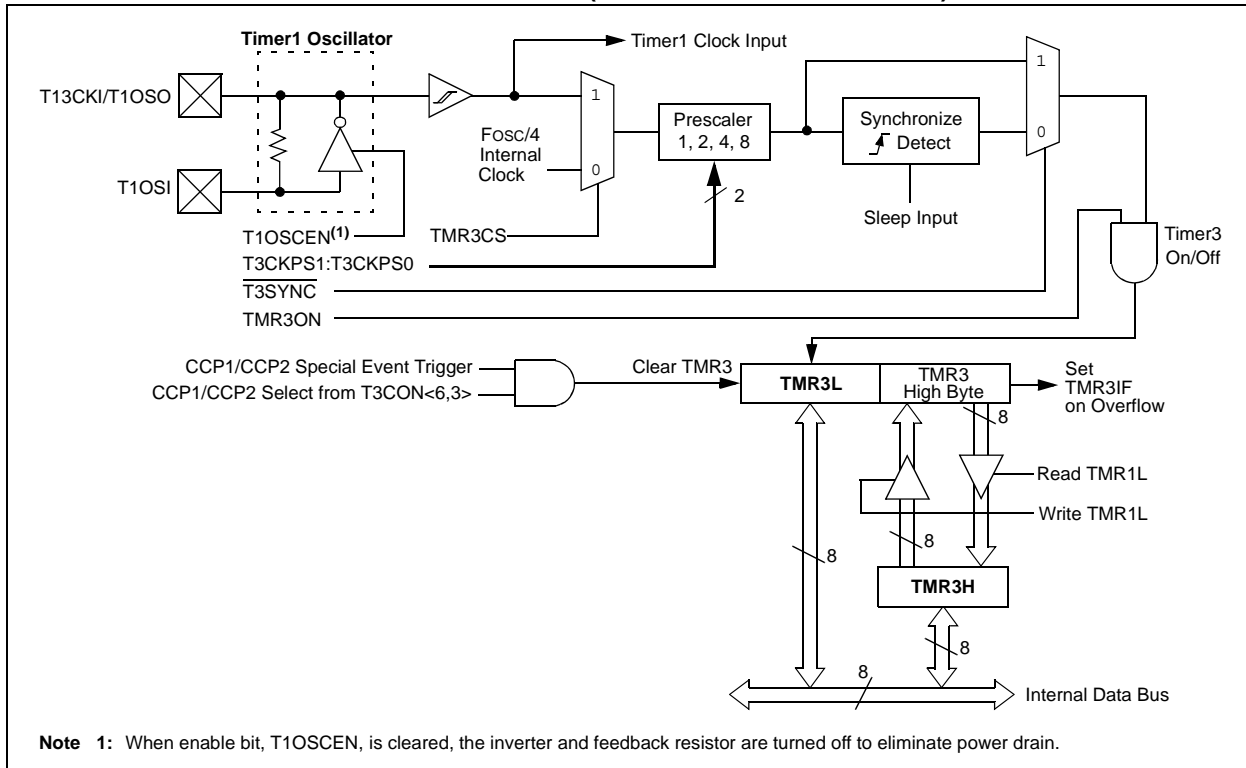 Timer1 Oscillator
Timer1 Clock Input
1
T13CKI/T1OSO
1
Prescaler
1, 2, 4, 8
Synchronize
Detect
FOSC/4
Internal
Clock
0
0
T1OSI
2
Sleep Input
T1OSCEN(1)
TMR3CS
Timer3
On/Off
T3CKPS1:T3CKPS0
T3SYNC
TMR3ON
CCP1/CCP2 Special Event Trigger
CCP1/CCP2 Select from T3CON<6,3>
Clear TMR3
TMR3L
TMR3
High Byte
Set
TMR3IF
on Overflow
8
Read TMR1L
Write TMR1L
8
8
TMR3H
8
8
Internal Data Bus
Note 1: When enable bit, T1OSCEN, is cleared, the inverter and feedback resistor are turned off to eliminate power drain.